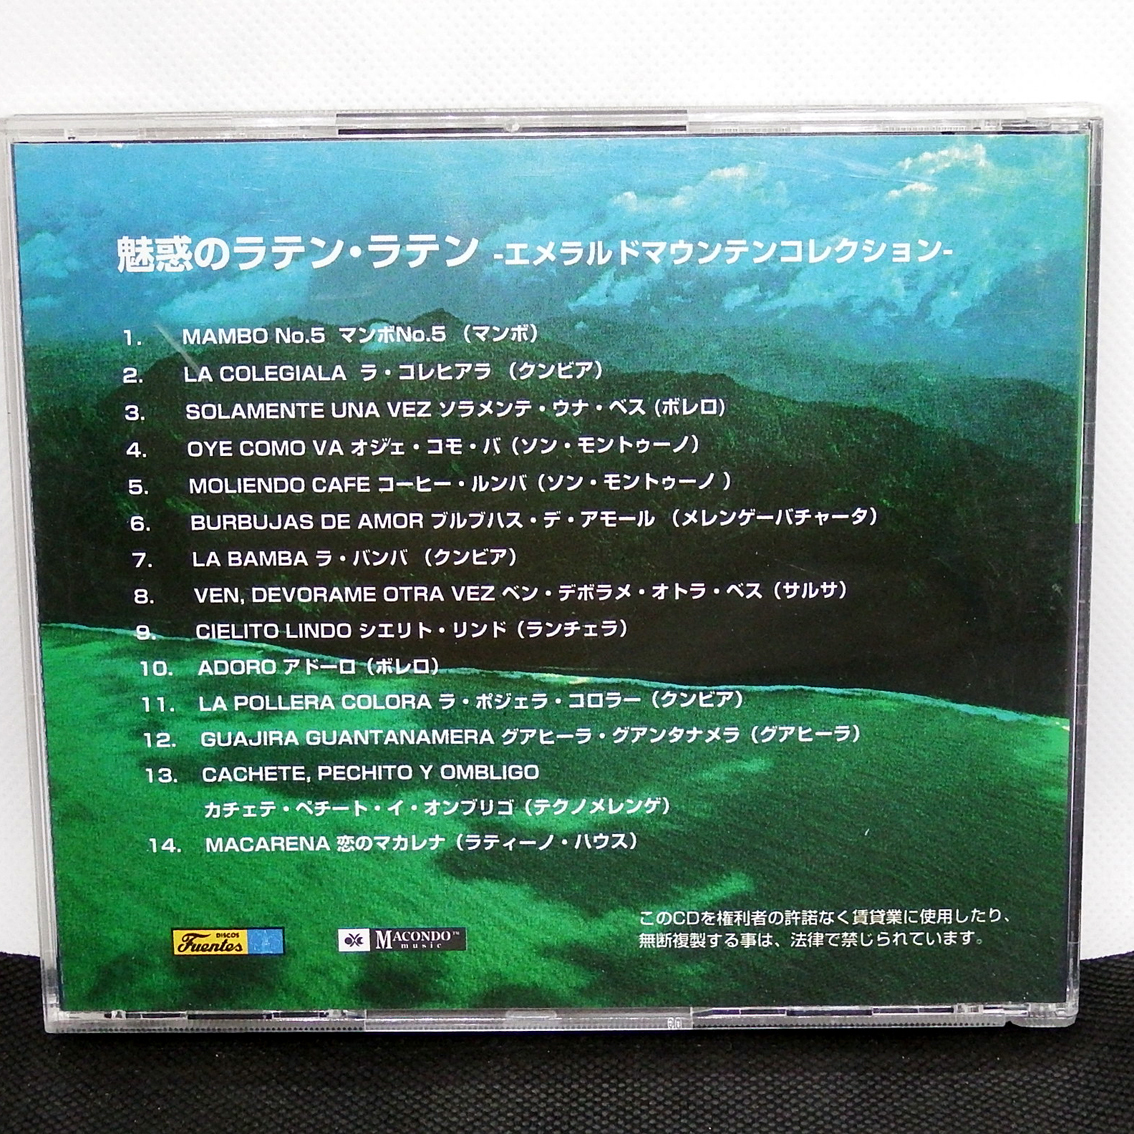 魅惑のラテン・ラテン -エメラルドマウンテンコレクション-
1. MAMBO No.5 マンボNo.5 （マンボ）
2. LA COLEGIALA ラ・コレヒアラ （クンビア）
3. SOLAMENTE UNA VEZ ソラメンテ・ウナ・ベス (ボレロ)
4. OYE COMO VA オジェ・コモ・バ（ソン・モントゥーノ）
5. MOLIENDO CAFE コーヒー・ルンバ（ソン・モントゥーノ ）
6. BURBUJAS DE AMOR ブルブハス・デ・アモール （メレンゲーバチャータ）
7. LA BAMBA ラ・バンバ （クンビア）
8. VEN, DEVORAME OTRA VEZ ベン・デボラメ・オトラ・ベス（サルサ）
9. CIELITO LINDO シエリト・リンド（ランチェラ）
10. ADORO アドーロ（ボレロ）
11. LA POLLERA COLORA ラ・ポジェラ・コロラー（クンビア）
12. GUAJIRA GUANTANAMERA グアヒーラ・グアンタナメラ（グアヒーラ）
13. CACHETE, PECHITO Y OMBLIGO
カチェテ・ペチート・イ・オンブリゴ（テクノメレンゲ）
14. MACARENA 恋のマカレナ（ラティーノ・ハウス）
DISCOS
Fuentes
MACONDO™
music
このCDを権利者の許諾なく賃貸業に使用したり、
無断複製する事は、法律で禁じられています。